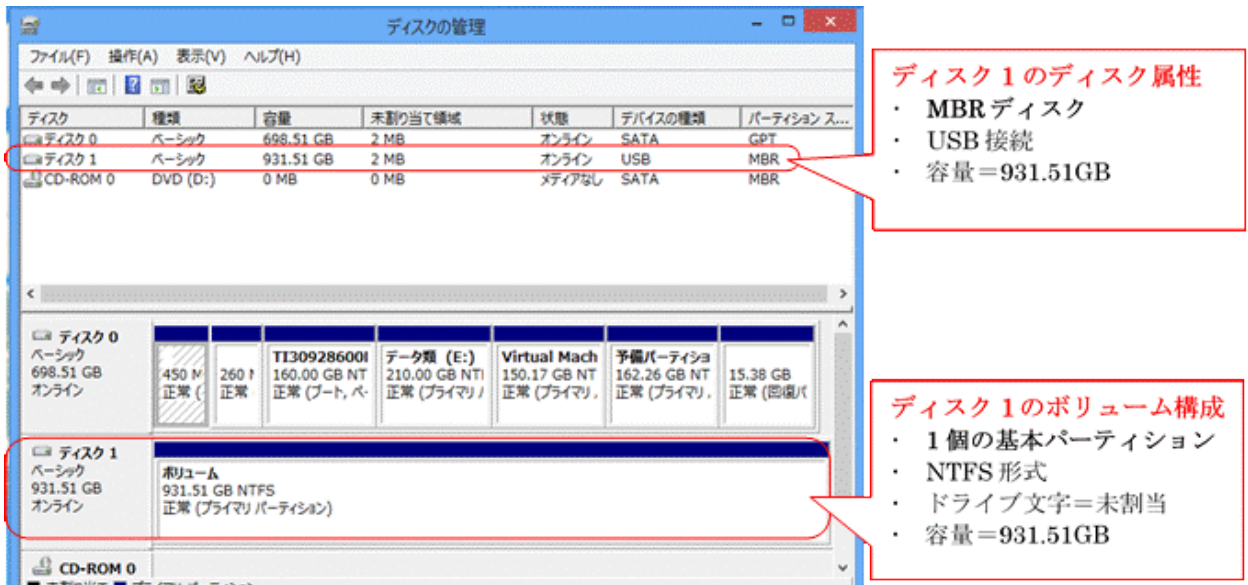 ディスクの管理
ファイル(F) 操作(A) 表示(V) ヘルプ(H)
ディスク 種類 容量 未割り当て領域 状態 デバイスの種類 パーティション ス...
ディスク 0 ベーシック 698.51 GB 2 MB オンライン SATA GPT
ディスク 1 ベーシック 931.51 GB 2 MB オンライン USB MBR
CD-ROM 0 DVD (D:) 0 MB 0 MB メディアなし SATA MBR
ディスク1のディスク属性
・ MBRディスク
・ USB接続
・ 容量=931.51GB
ディスク 0
ベーシック
698.51 GB
オンライン
450 M
正常 (
260 M
正常
TI30928600
160.00 GB NT
正常 (ブート, ペ
データ類 (E:)
210.00 GB NT
正常 (プライマリ
Virtual Mach
150.17 GB NT
正常 (プライマリ,
予備パーティショ
162.26 GB NT
正常 (プライマリ,
15.38 GB
正常 (回復パ
ディスク 1
ベーシック
931.51 GB
オンライン
ボリューム
931.51 GB NTFS
正常 (プライマリ パーティション)
ディスク1のボリューム構成
・ 1個の基本パーティション
・ NTFS形式
・ ドライブ文字=未割当
・ 容量=931.51GB
CD-ROM 0